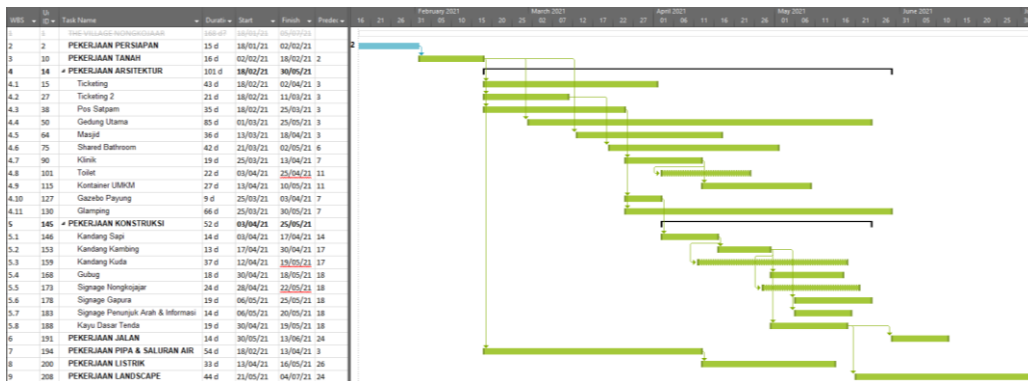 February 2021 March 2021 April 2021 May 2021 June 2021
WBS ID Task Name Duratic Start Finish Predec 16 21 26 31 05 10 15 20 25 02 07 12 17 22 27 01 06 11 16 21 26 01 06 11 16 21 26 31 05 10 15 20 25
1 1 THE VILLAGE NONGKOJAJAR 18/01/21 05/07/21
2 2 PEKERJAAN PERSIAPAN 15 d 18/01/21 02/02/21 2
3 10 PEKERJAAN TANAH 16 d 02/02/21 18/02/21 2
4 14 PEKERJAAN ARSITEKTUR 101 d 18/02/21 30/05/21
4.1 15 Ticketing 43 d 18/02/21 02/04/21 3
4.2 27 Ticketing 2 21 d 18/02/21 11/03/21 3
4.3 38 Pos Satpam 35 d 18/02/21 25/03/21 3
4.4 50 Gedung Utama 85 d 01/03/21 25/05/21 3
4.5 64 Masjid 36 d 13/03/21 18/04/21 3
4.6 75 Shared Bathroom 42 d 21/03/21 02/05/21 6
4.7 90 Klinik 19 d 25/03/21 13/04/21 7
4.8 101 Toilet 22 d 03/04/21 25/04/21 11
4.9 115 Kontainer UMKM 27 d 13/04/21 10/05/21 11
4.10 127 Gazebo Payung 9 d 25/03/21 03/04/21 7
4.11 130 Glamping 66 d 25/03/21 30/05/21 7
5 145 PEKERJAAN KONSTRUKSI 52 d 03/04/21 25/05/21
5.1 146 Kandang Sapi 14 d 03/04/21 17/04/21 14
5.2 153 Kandang Kambing 13 d 17/04/21 30/04/21 17
5.3 159 Kandang Kuda 37 d 12/04/21 19/05/21 17
5.4 168 Gubug 18 d 30/04/21 18/05/21 18
5.5 173 Signage Nongkojajar 24 d 28/04/21 22/05/21 18
5.6 178 Signage Gapura 19 d 06/05/21 25/05/21 18
5.7 183 Signage Penunjuk Arah & Informasi 14 d 06/05/21 20/05/21 18
5.8 188 Kayu Dasar Tenda 19 d 30/04/21 19/05/21 18
6 191 PEKERJAAN JALAN 14 d 30/05/21 13/06/21 24
7 194 PEKERJAAN PIPA & SALURAN AIR 54 d 18/02/21 13/04/21 3
8 200 PEKERJAAN LISTRIK 33 d 13/04/21 16/05/21 26
9 208 PEKERJAAN LANDSCAPE 44 d 21/05/21 04/07/21 24